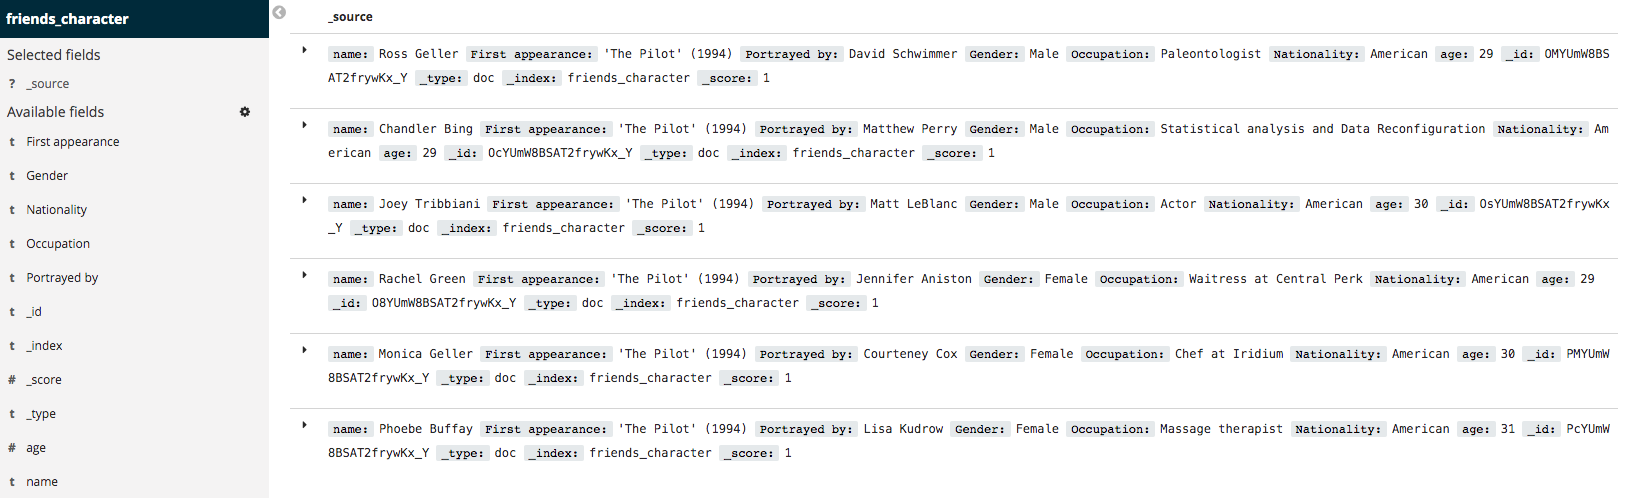 friends_character
Selected fields
? _source
Available fields
t First appearance
t Gender
t Nationality
t Occupation
t Portrayed by
t _id
t _index
# _score
t _type
# age
t name
_source
name: Ross Geller First appearance: 'The Pilot' (1994) Portrayed by: David Schwimmer Gender: Male Occupation: Paleontologist Nationality: American age: 29 _id: OMYUmW8BS
AT2frywKx_Y _type: doc _index: friends_character _score: 1
name: Chandler Bing First appearance: 'The Pilot' (1994) Portrayed by: Matthew Perry Gender: Male Occupation: Statistical analysis and Data Reconfiguration Nationality: Am
erican age: 29 _id: OcYUmW8BSAT2frywKx_Y _type: doc _index: friends_character _score: 1
name: Joey Tribbiani First appearance: 'The Pilot' (1994) Portrayed by: Matt LeBlanc Gender: Male Occupation: Actor Nationality: American age: 30 _id: OsYUmW8BSAT2frywKx
_Y _type: doc _index: friends_character _score: 1
name: Rachel Green First appearance: 'The Pilot' (1994) Portrayed by: Jennifer Aniston Gender: Female Occupation: Waitress at Central Perk Nationality: American age: 29
_id: O8YUmW8BSAT2frywKx_Y _type: doc _index: friends_character _score: 1
name: Monica Geller First appearance: 'The Pilot' (1994) Portrayed by: Courteney Cox Gender: Female Occupation: Chef at Iridium Nationality: American age: 30 _id: PMYUmW
8BSAT2frywKx_Y _type: doc _index: friends_character _score: 1
name: Phoebe Buffay First appearance: 'The Pilot' (1994) Portrayed by: Lisa Kudrow Gender: Female Occupation: Massage therapist Nationality: American age: 31 _id: PcYUmW
8BSAT2frywKx_Y _type: doc _index: friends_character _score: 1